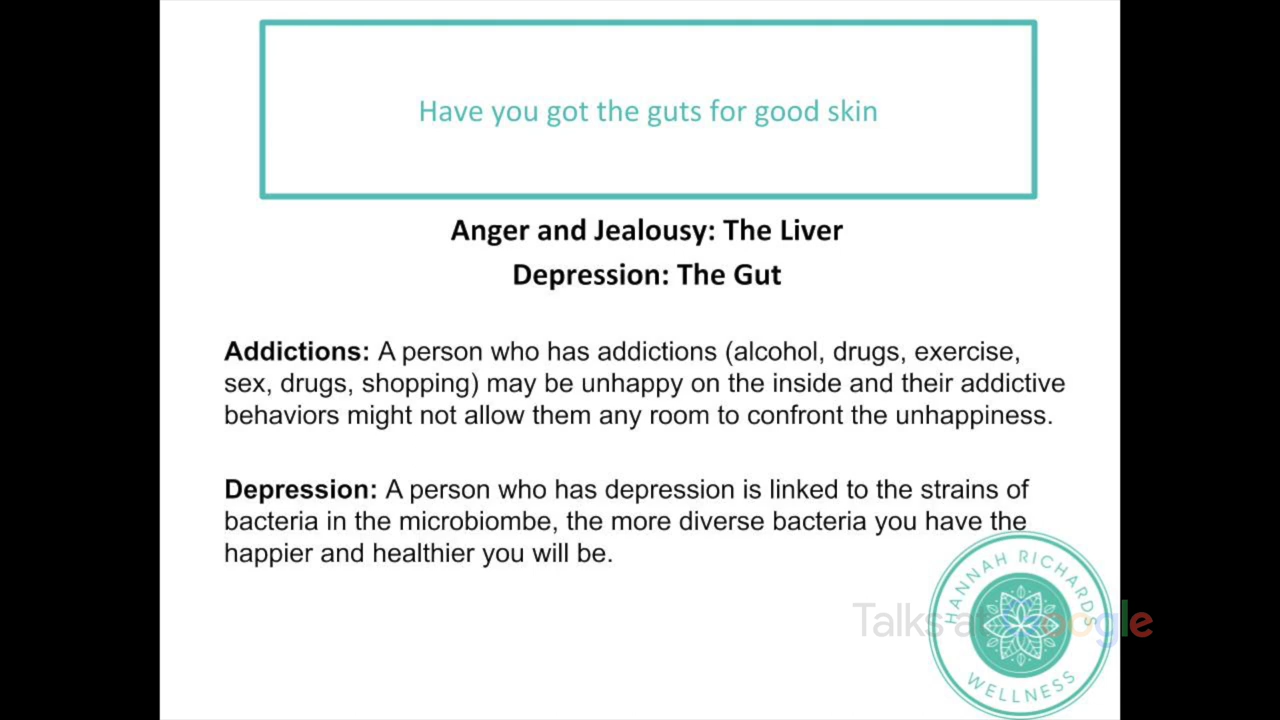 Have you got the guts for good skin
Anger and Jealousy: The Liver
Depression: The Gut
Addictions: A person who has addictions (alcohol, drugs, exercise,
sex, drugs, shopping) may be unhappy on the inside and their addictive
behaviors might not allow them any room to confront the unhappiness.
Depression: A person who has depression is linked to the strains of
bacteria in the microbiombe, the more diverse bacteria you have the
happier and healthier you will be.
HANNAH RICHARDS
WELLNESS
Talks at Google